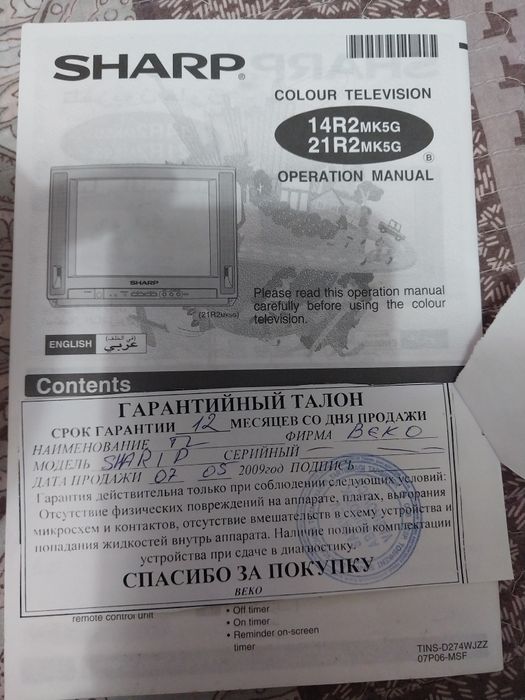 SHARP®
COLOUR TELEVISION
14R2MK5G
21R2MK5G
B
OPERATION MANUAL
SHARP
(21R2MK5G)
Please read this operation manual
carefully before using the colour
television.
ENGLISH
(في الخلف)
عربي
Contents
ГАРАНТИЙНЫЙ ТАЛОН
СРОК ГАРАНТИИ 12 МЕСЯЦЕВ СО ДНЯ ПРОДАЖИ
НАИМЕНОВАНИЕ ФИРМА Веко
МОДЕЛЬ SHARP СЕРИЙНЫЙ
ДАТА ПРОДАЖИ 07 05 2009год ПОДПИСЬ
Гарантия действительна только при соблюдении следующих условий:
Отсутствие физических повреждений на аппарате, платах, выгорания
микросхем и контактов, отсутствие вмешательств в схему устройства и
попадания жидкостей внутрь аппарата. Наличие полной комплектации
устройства при сдаче в диагностику.
СПАСИБО ЗА ПОКУПКУ
ВЕКО
remote control unit
• Off timer
• On timer
• Reminder on-screen
timer
TINS-D274WJZZ
07P06-MSF